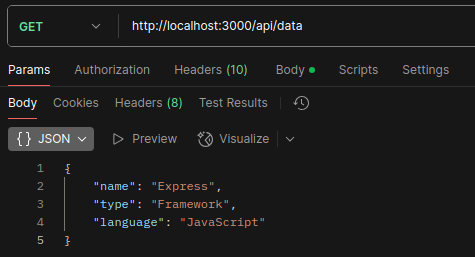 GET http://localhost:3000/api/data
Params Authorization Headers (10) Body Scripts Settings
Body Cookies Headers (8) Test Results
{} JSON Preview Visualize
1 {
2 "name": "Express",
3 "type": "Framework",
4 "language": "JavaScript"
5 }